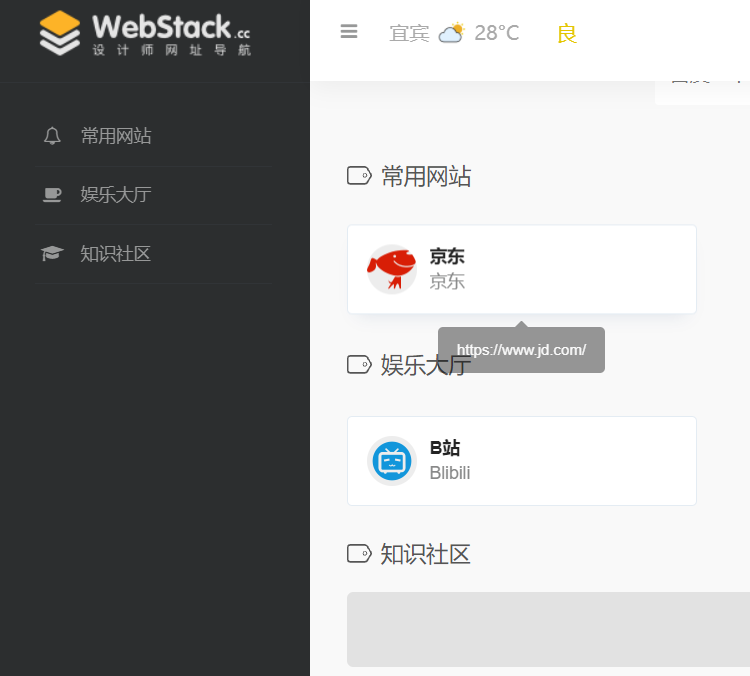 WebStack.cc
设计师网址导航
宜宾 28°C 良
常用网站
娱乐大厅
知识社区
常用网站
京东
京东
https://www.jd.com/
娱乐大厅
B站
Blibili
知识社区